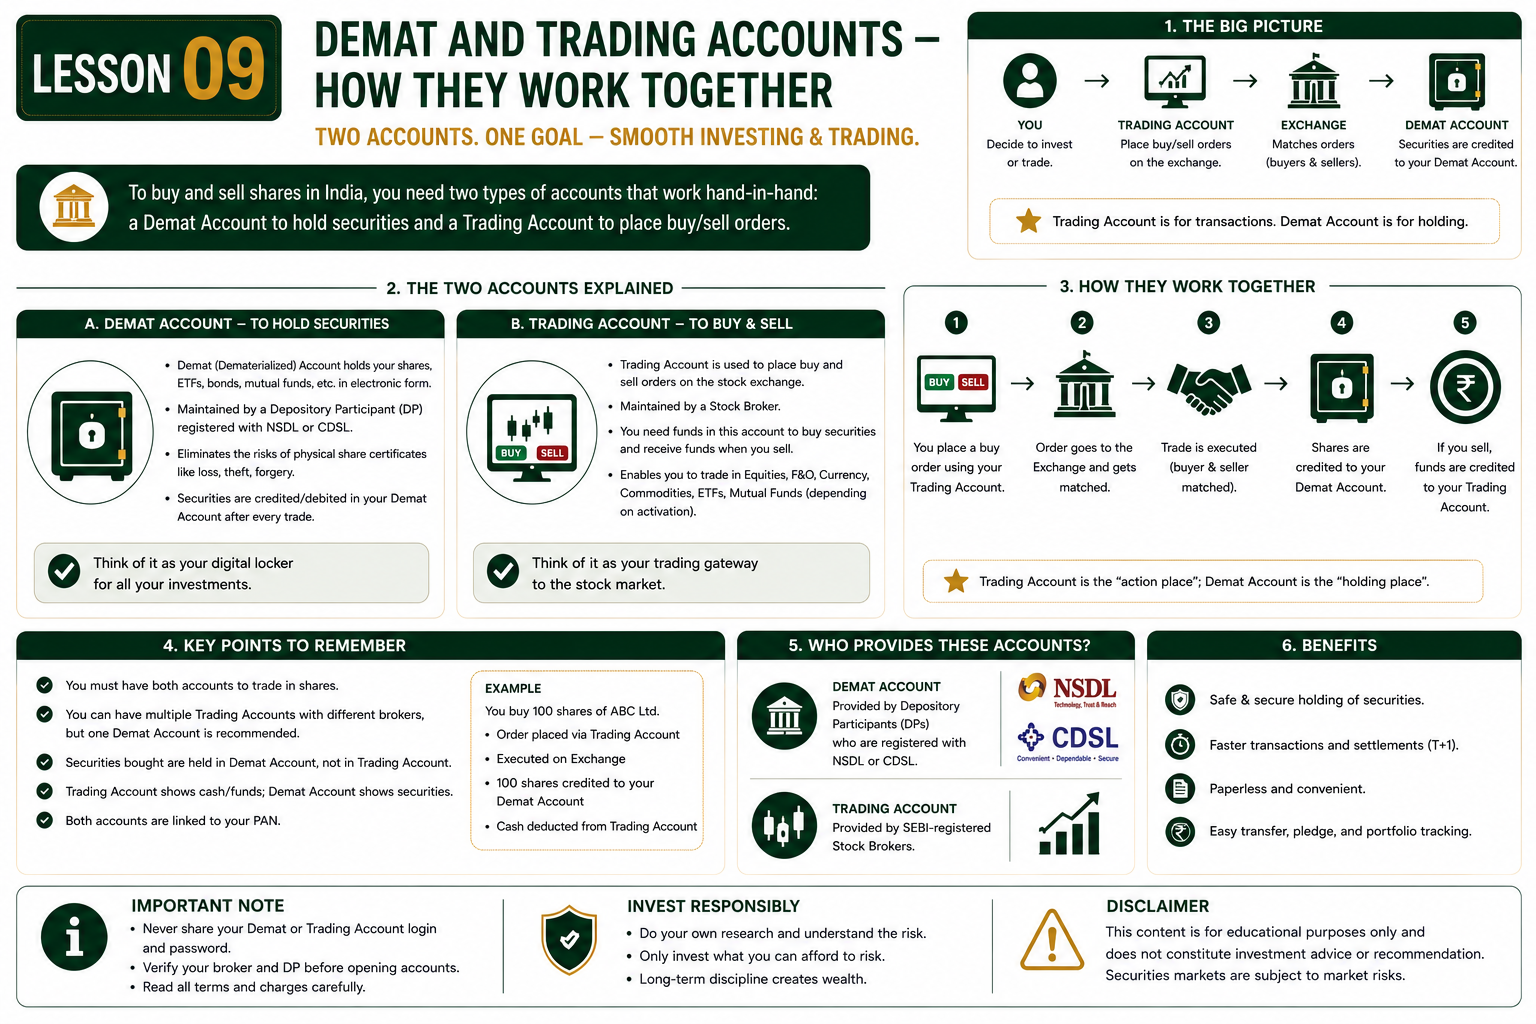 LESSON 09
DEMAT AND TRADING ACCOUNTS –
HOW THEY WORK TOGETHER
TWO ACCOUNTS. ONE GOAL – SMOOTH INVESTING & TRADING.
To buy and sell shares in India, you need two types of accounts that work hand-in-hand:
a Demat Account to hold securities and a Trading Account to place buy/sell orders.
1. THE BIG PICTURE
YOU
Decide to invest
or trade.
TRADING ACCOUNT
Place buy/sell orders
on the exchange.
EXCHANGE
Matches orders
(buyers & sellers).
DEMAT ACCOUNT
Securities are credited
to your Demat Account.
Trading Account is for transactions. Demat Account is for holding.
2. THE TWO ACCOUNTS EXPLAINED
A. DEMAT ACCOUNT – TO HOLD SECURITIES
• Demat (Dematerialized) Account holds your shares,
ETFs, bonds, mutual funds, etc. in electronic form.
• Maintained by a Depository Participant (DP)
registered with NSDL or CDSL.
• Eliminates the risks of physical share certificates
like loss, theft, forgery.
• Securities are credited/debited in your Demat
Account after every trade.
Think of it as your digital locker
for all your investments.
B. TRADING ACCOUNT – TO BUY & SELL
BUY SELL
• Trading Account is used to place buy and
sell orders on the stock exchange.
• Maintained by a Stock Broker.
• You need funds in this account to buy securities
and receive funds when you sell.
• Enables you to trade in Equities, F&O, Currency,
Commodities, ETFs, Mutual Funds (depending
on activation).
Think of it as your trading gateway
to the stock market.
3. HOW THEY WORK TOGETHER
1
BUY SELL
You place a buy
order using your
Trading Account.
2
Order goes to the
Exchange and gets
matched.
3
Trade is executed
(buyer & seller
matched).
4
Shares are
credited to your
Demat Account.
5
₹
If you sell,
funds are credited
to your Trading
Account.
Trading Account is the “action place”; Demat Account is the “holding place”.
4. KEY POINTS TO REMEMBER
You must have both accounts to trade in shares.
You can have multiple Trading Accounts with different brokers,
but one Demat Account is recommended.
Securities bought are held in Demat Account, not in Trading Account.
Trading Account shows cash/funds; Demat Account shows securities.
Both accounts are linked to your PAN.
EXAMPLE
You buy 100 shares of ABC Ltd.
• Order placed via Trading Account
• Executed on Exchange
• 100 shares credited to your
Demat Account
• Cash deducted from Trading Account
5. WHO PROVIDES THESE ACCOUNTS?
DEMAT ACCOUNT
Provided by Depository
Participants (DPs)
who are registered with
NSDL or CDSL.
NSDL
Technology, Trust & Reach
CDSL
Convenient • Dependable • Secure
TRADING ACCOUNT
Provided by SEBI-registered
Stock Brokers.
6. BENEFITS
Safe & secure holding of securities.
Faster transactions and settlements (T+1).
Paperless and convenient.
₹
Easy transfer, pledge, and portfolio tracking.
IMPORTANT NOTE
• Never share your Demat or Trading Account login
and password.
• Verify your broker and DP before opening accounts.
• Read all terms and charges carefully.
INVEST RESPONSIBLY
• Do your own research and understand the risk.
• Only invest what you can afford to risk.
• Long-term discipline creates wealth.
DISCLAIMER
This content is for educational purposes only and
does not constitute investment advice or recommendation.
Securities markets are subject to market risks.